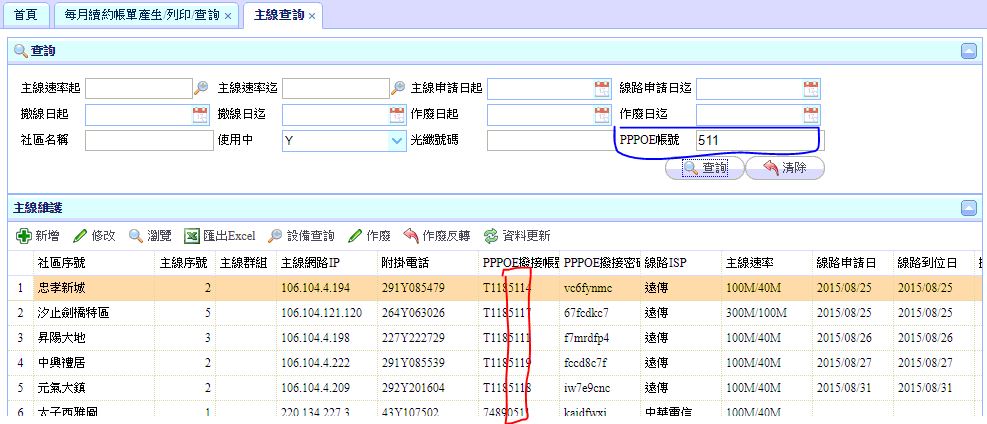 首頁 每月續約帳單產生/列印/查詢 × 主線查詢 ×
查詢
主線速率起 主線速率迄 主線申請日起 線路申請日迄
撤線日起 撤線日迄 作廢日起 作廢日迄
社區名稱 使用中 Y 光纖號碼 PPPOE帳號 511
查詢 清除
主線維護
新增 修改 瀏覽 匯出Excel 設備查詢 作廢 作廢反轉 資料更新
社區序號 主線序號 主線群組 主線網路IP 附掛電話 PPPOE撥接帳號 PPPOE撥接密碼 線路ISP 主線速率 線路申請日 線路到位日
1 忠孝新城 2 106.104.4.194 291Y085479 T1185114 vc6fynmc 遠傳 100M/40M 2015/08/25 2015/08/25
2 汐止劍橋特區 5 106.104.121.120 264Y063026 T1185117 67fcdkc7 遠傳 300M/100M 2015/08/25 2015/08/25
3 昇陽大地 3 106.104.4.198 227Y222729 T1185111 f7mrdfp4 遠傳 100M/40M 2015/08/26 2015/08/26
4 中興禮居 2 106.104.4.222 291Y085539 T1185119 fccd8c7f 遠傳 100M/40M 2015/08/27 2015/08/27
5 元氣大鎮 2 106.104.4.209 292Y201604 T1185118 iw7e9cnc 遠傳 100M/40M 2015/08/31 2015/08/31
6 太子西雅圖 1 220.134.227.3 43Y107502 74890511 kaidfwxi 中華電信 100M/40M